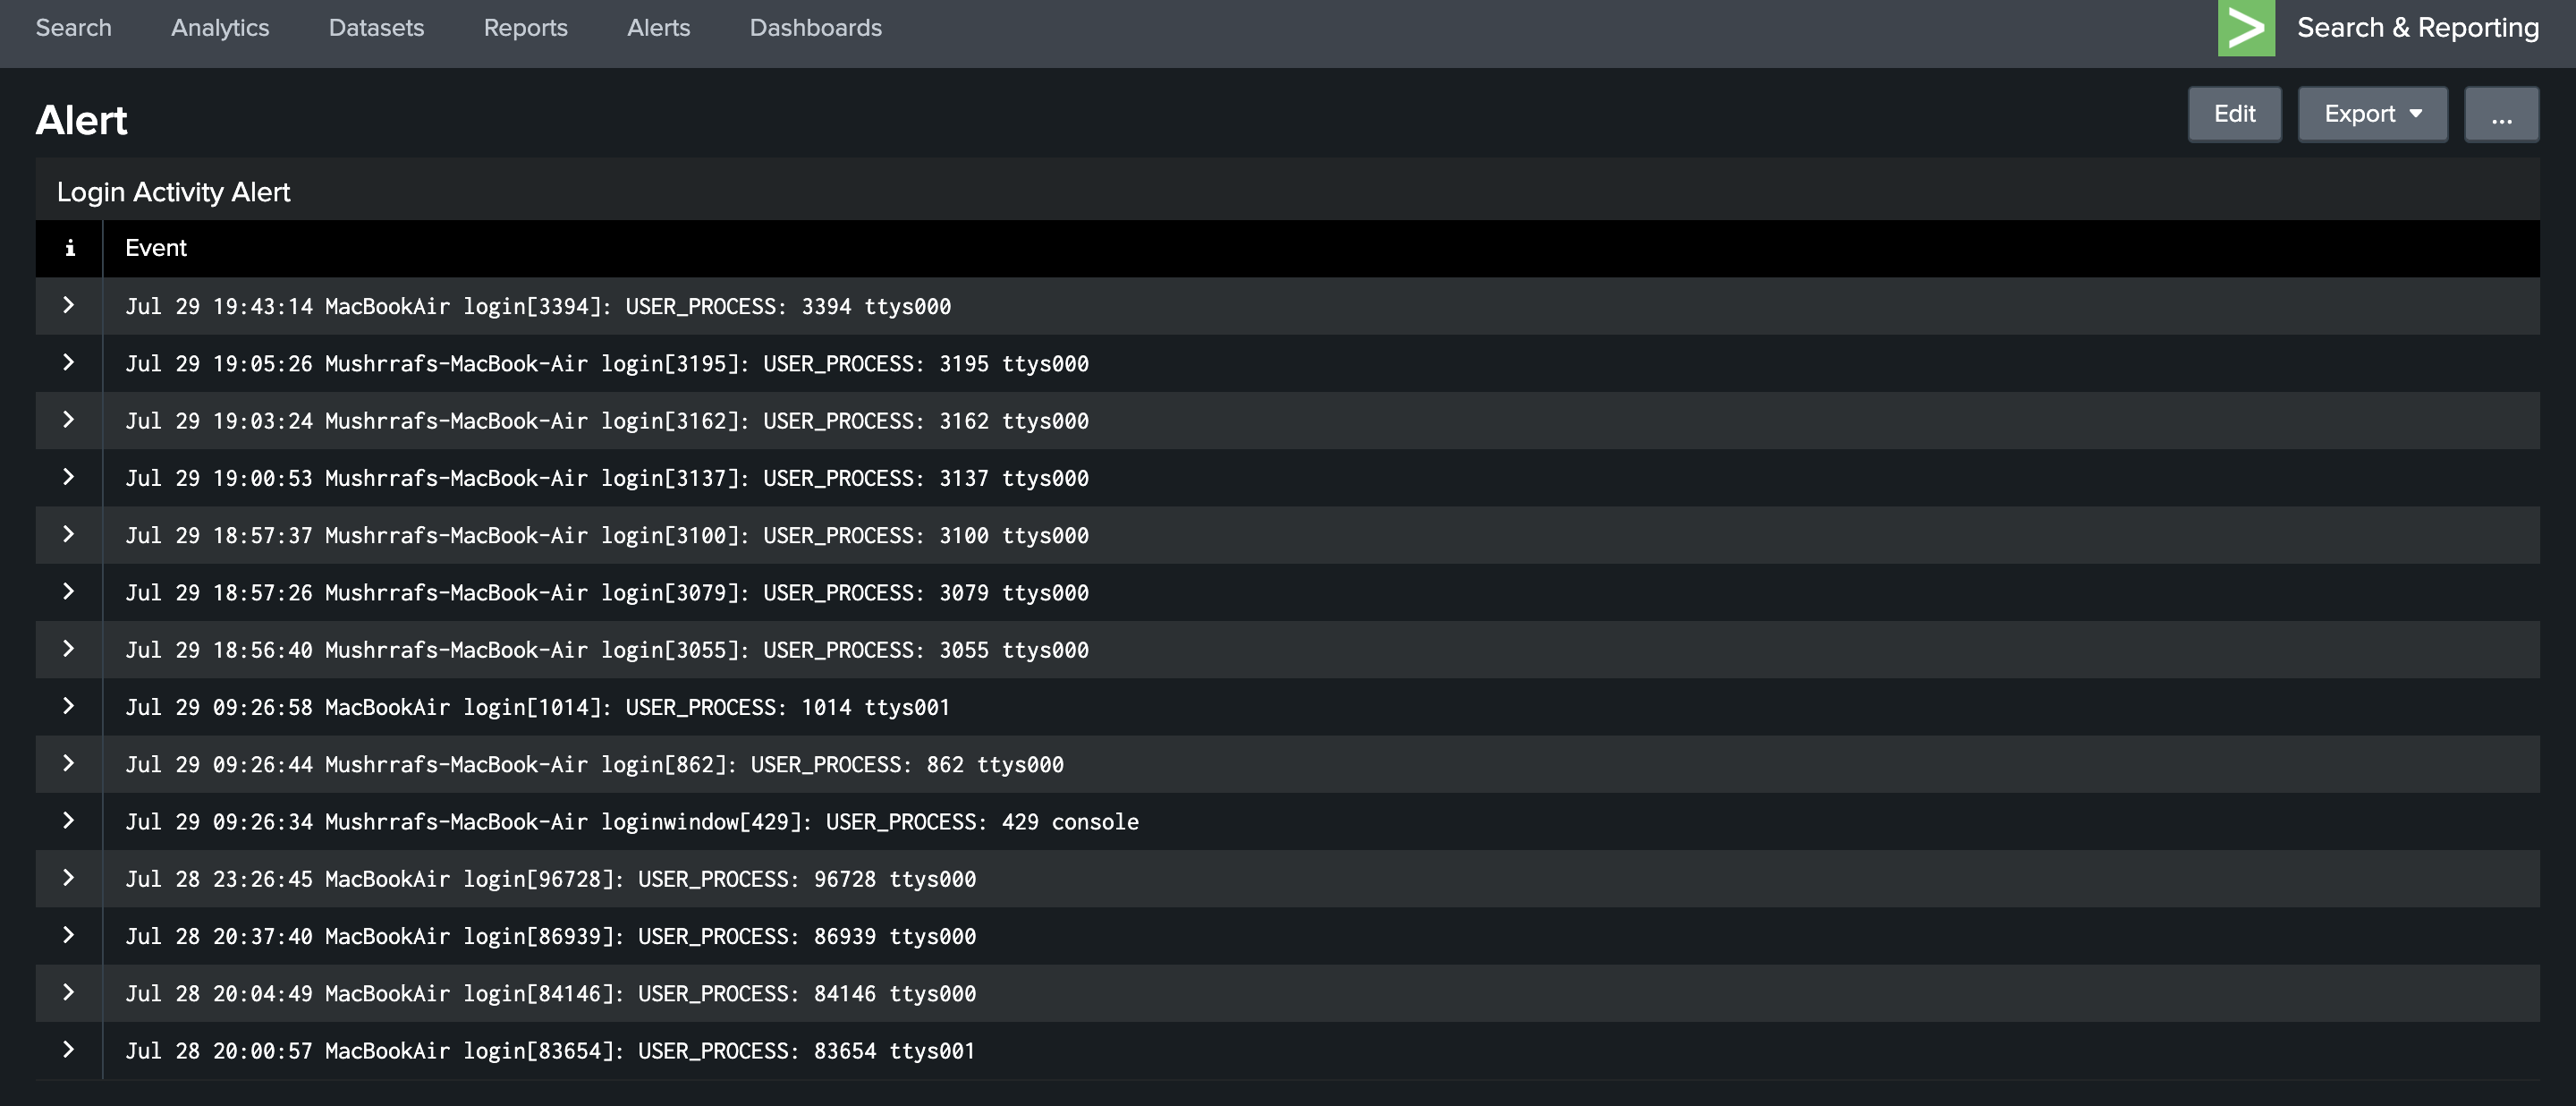 Search Analytics Datasets Reports Alerts Dashboards Search & Reporting
Alert Edit Export ...
Login Activity Alert
i Event
Jul 29 19:43:14 MacBookAir login[3394]: USER_PROCESS: 3394 ttys000
Jul 29 19:05:26 Mushrrafs-MacBook-Air login[3195]: USER_PROCESS: 3195 ttys000
Jul 29 19:03:24 Mushrrafs-MacBook-Air login[3162]: USER_PROCESS: 3162 ttys000
Jul 29 19:00:53 Mushrrafs-MacBook-Air login[3137]: USER_PROCESS: 3137 ttys000
Jul 29 18:57:37 Mushrrafs-MacBook-Air login[3100]: USER_PROCESS: 3100 ttys000
Jul 29 18:57:26 Mushrrafs-MacBook-Air login[3079]: USER_PROCESS: 3079 ttys000
Jul 29 18:56:40 Mushrrafs-MacBook-Air login[3055]: USER_PROCESS: 3055 ttys000
Jul 29 09:26:58 MacBookAir login[1014]: USER_PROCESS: 1014 ttys001
Jul 29 09:26:44 Mushrrafs-MacBook-Air login[862]: USER_PROCESS: 862 ttys000
Jul 29 09:26:34 Mushrrafs-MacBook-Air loginwindow[429]: USER_PROCESS: 429 console
Jul 28 23:26:45 MacBookAir login[96728]: USER_PROCESS: 96728 ttys000
Jul 28 20:37:40 MacBookAir login[86939]: USER_PROCESS: 86939 ttys000
Jul 28 20:04:49 MacBookAir login[84146]: USER_PROCESS: 84146 ttys000
Jul 28 20:00:57 MacBookAir login[83654]: USER_PROCESS: 83654 ttys001